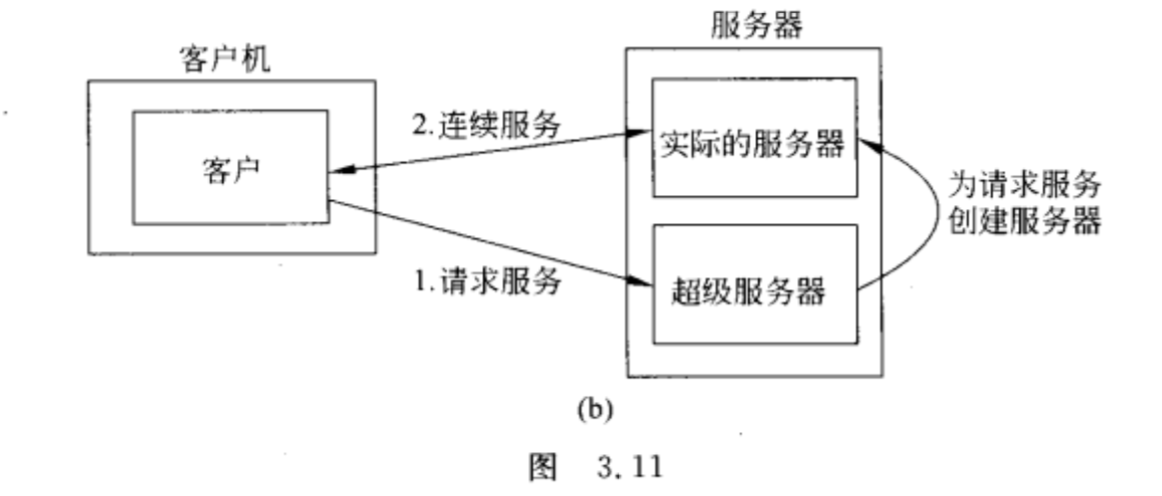 服务器
客户机
2.连续服务
实际的服务器
客户
为请求服务
创建服务器
1.请求服务
超级服务器
(b)
图 3.11